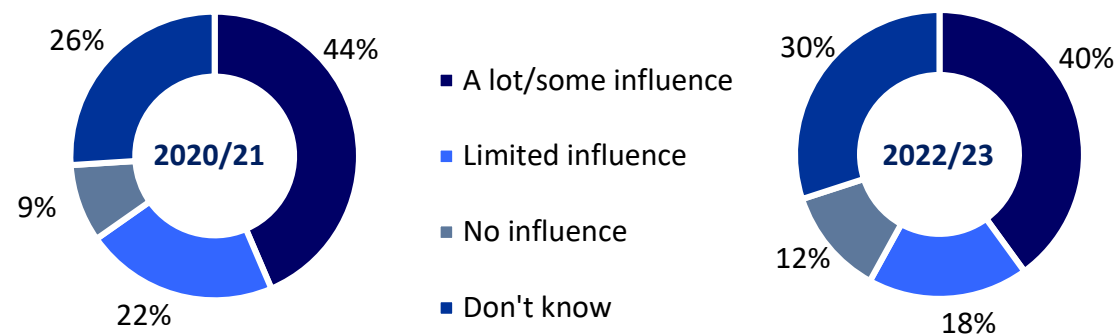 26%
44%
2020/21
9%
22%
A lot/some influence
Limited influence
No influence
Don't know
30%
40%
2022/23
12%
18%